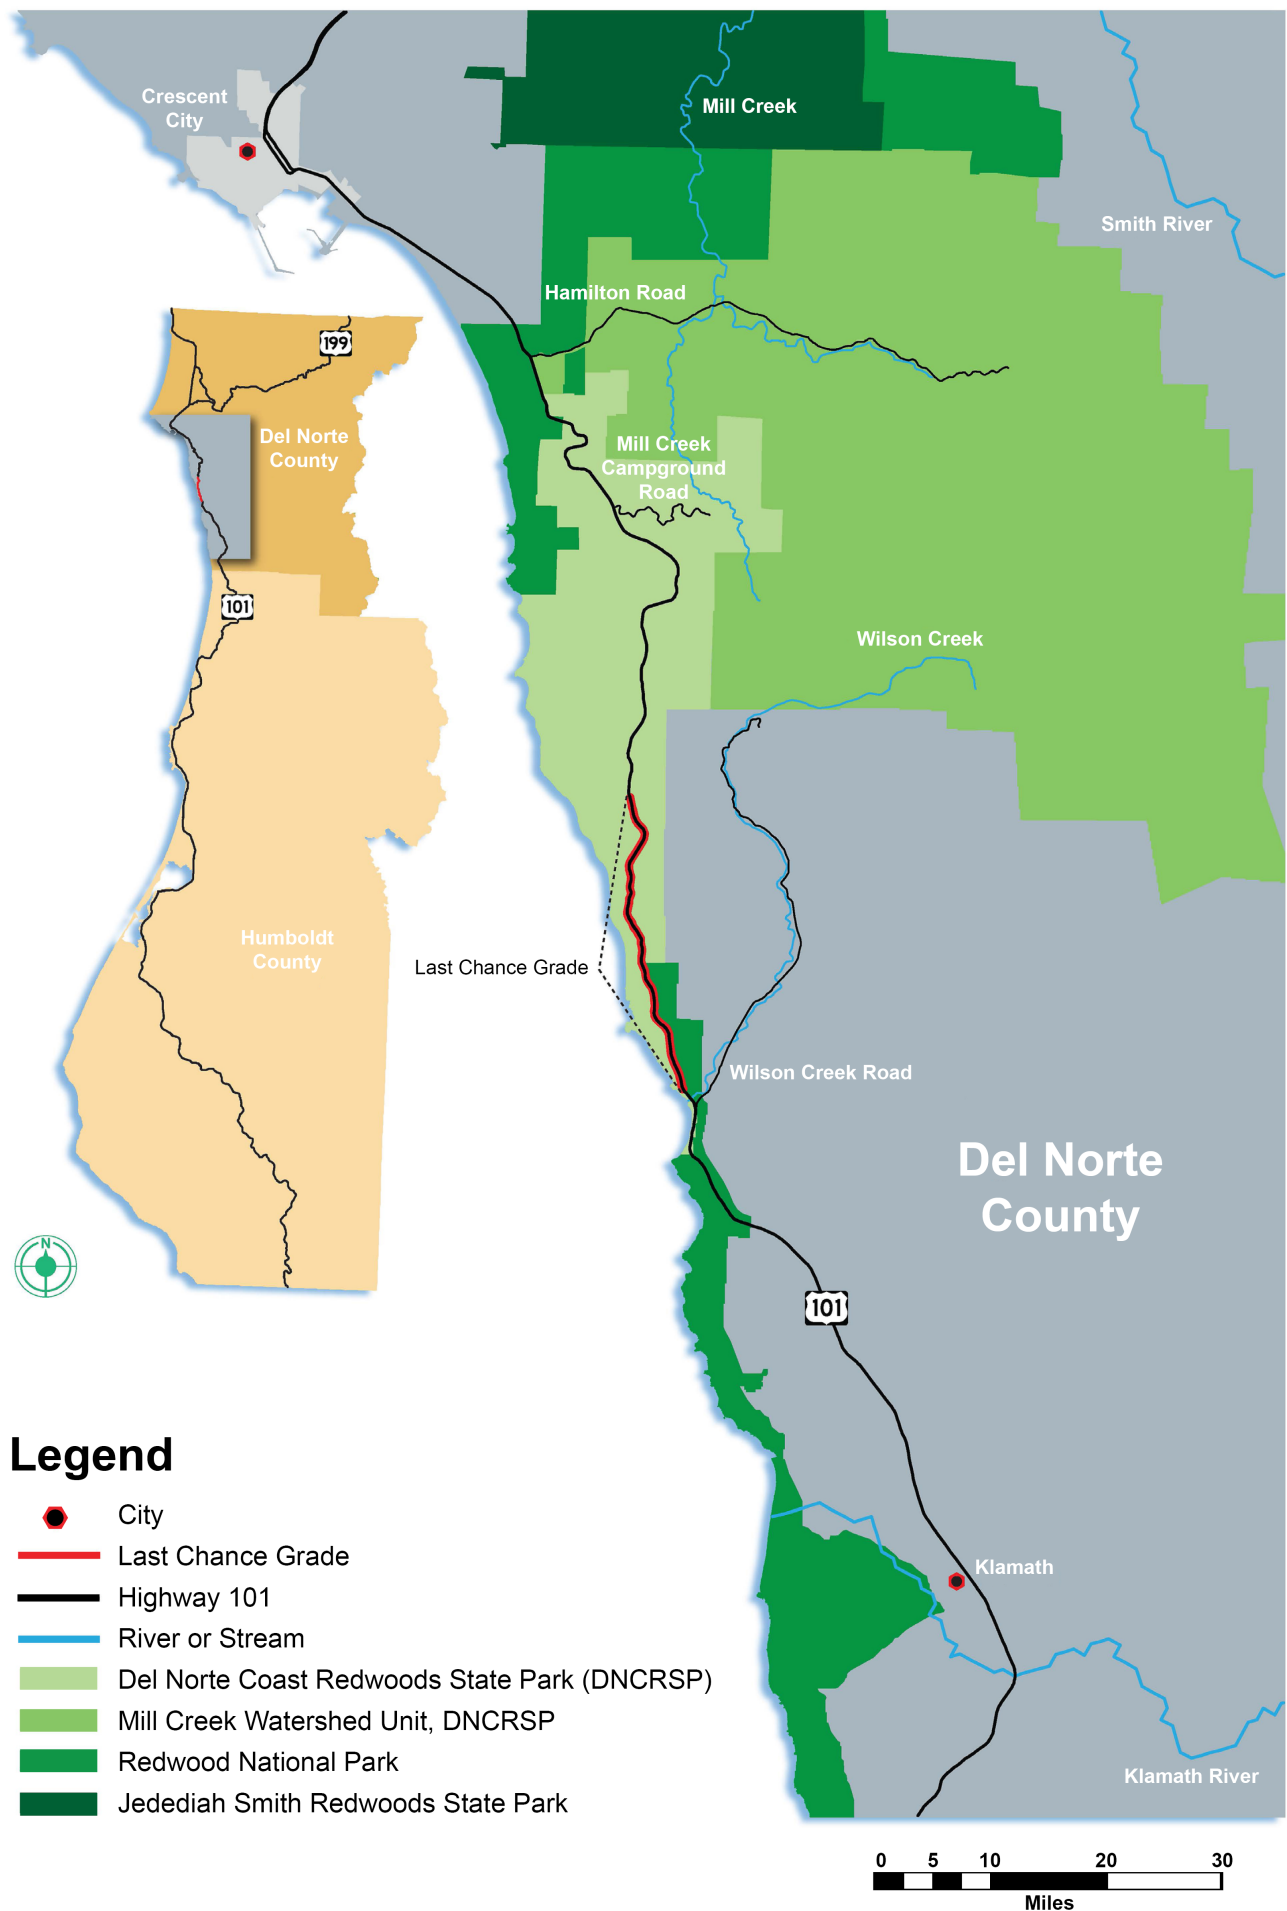 Crescent
City
Mill Creek
Smith River
Hamilton Road
199
Del Norte
County
Mill Creek
Campground
Road
101
Wilson Creek
Humboldt
County
Last Chance Grade
Wilson Creek Road
Del Norte
County
N
101
Legend
City
Last Chance Grade
Highway 101
River or Stream
Del Norte Coast Redwoods State Park (DNCRSP)
Mill Creek Watershed Unit, DNCRSP
Redwood National Park
Jedediah Smith Redwoods State Park
Klamath
Klamath River
0 5 10 20 30
Miles